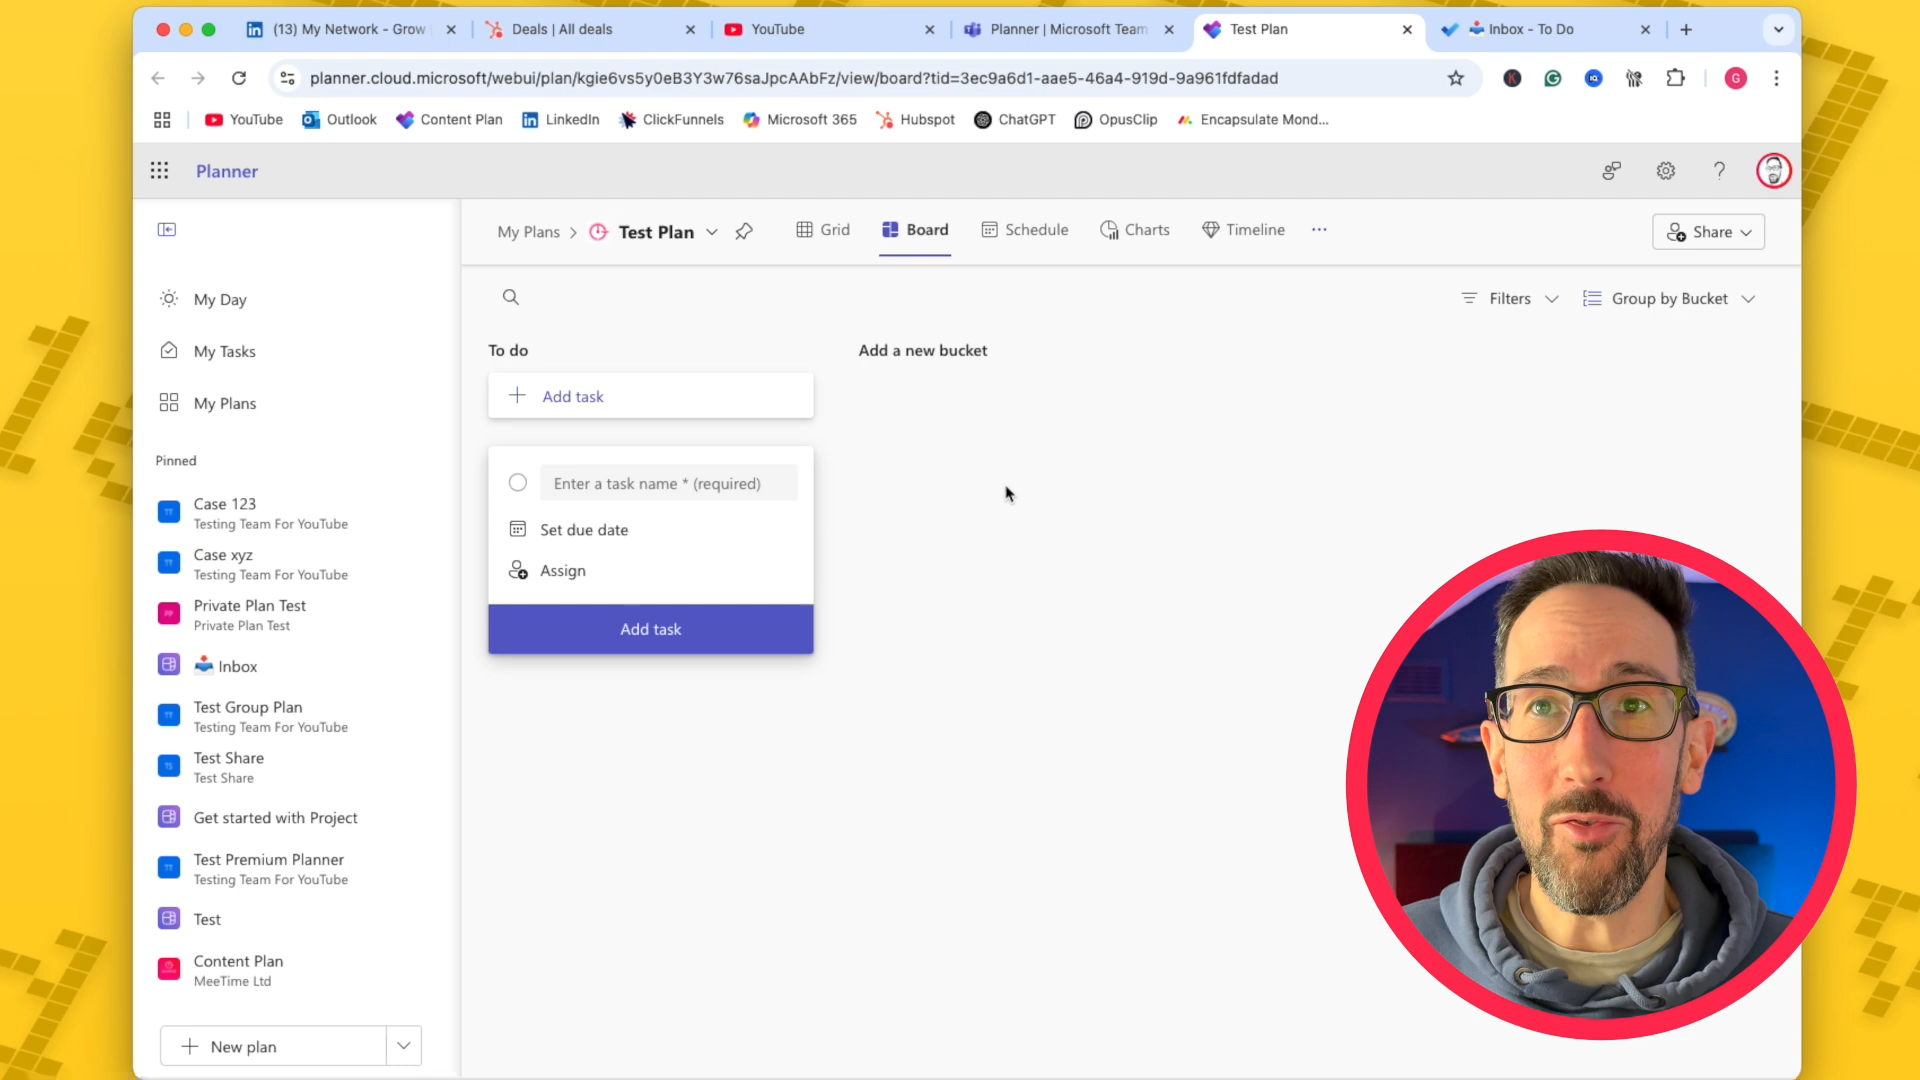 (13) My Network - Grow
Deals | All deals
YouTube
Planner | Microsoft Team
Test Plan
Inbox - To Do
planner.cloud.microsoft/webui/plan/kgie6vs5y0eB3Y3w76saJpcAAbFz/view/board?tid=3ec9a6d1-aae5-46a4-919d-9a961fdfadad
G
YouTube
Outlook
Content Plan
LinkedIn
ClickFunnels
Microsoft 365
Hubspot
ChatGPT
OpusClip
Encapsulate Mond...
Planner
My Plans
Test Plan
Grid
Board
Schedule
Charts
Timeline
Share
My Day
My Tasks
My Plans
Pinned
Case 123
Testing Team For YouTube
Case xyz
Testing Team For YouTube
Private Plan Test
Private Plan Test
Inbox
Test Group Plan
Testing Team For YouTube
Test Share
Test Share
Get started with Project
Test Premium Planner
Testing Team For YouTube
Test
Content Plan
MeeTime Ltd
New plan
Filters
Group by Bucket
To do
Add a new bucket
Add task
Enter a task name * (required)
Set due date
Assign
Add task